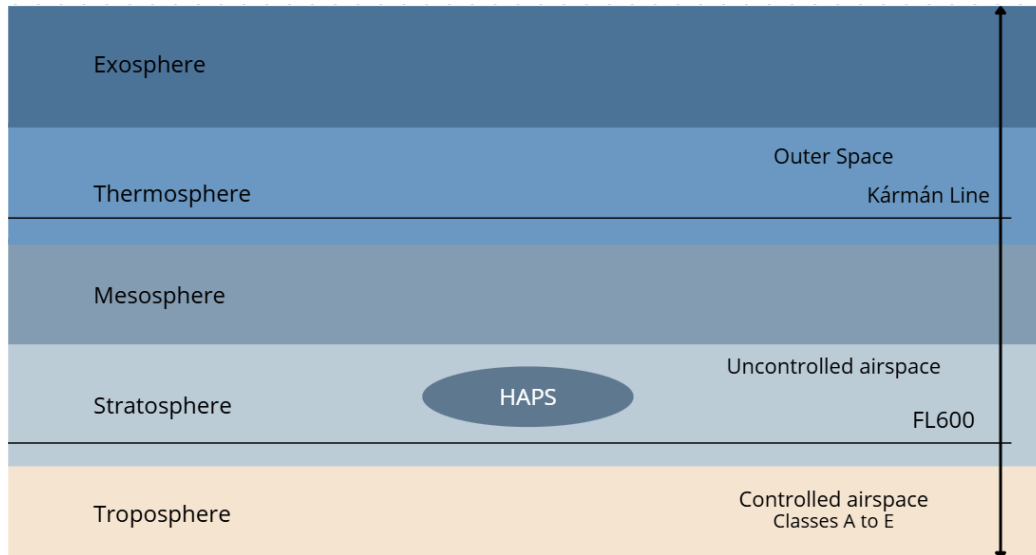 Exosphere
Outer Space
Thermosphere
Kármán Line
Mesosphere
Uncontrolled airspace
HAPS
Stratosphere
FL600
Controlled airspace
Troposphere
Classes A to E